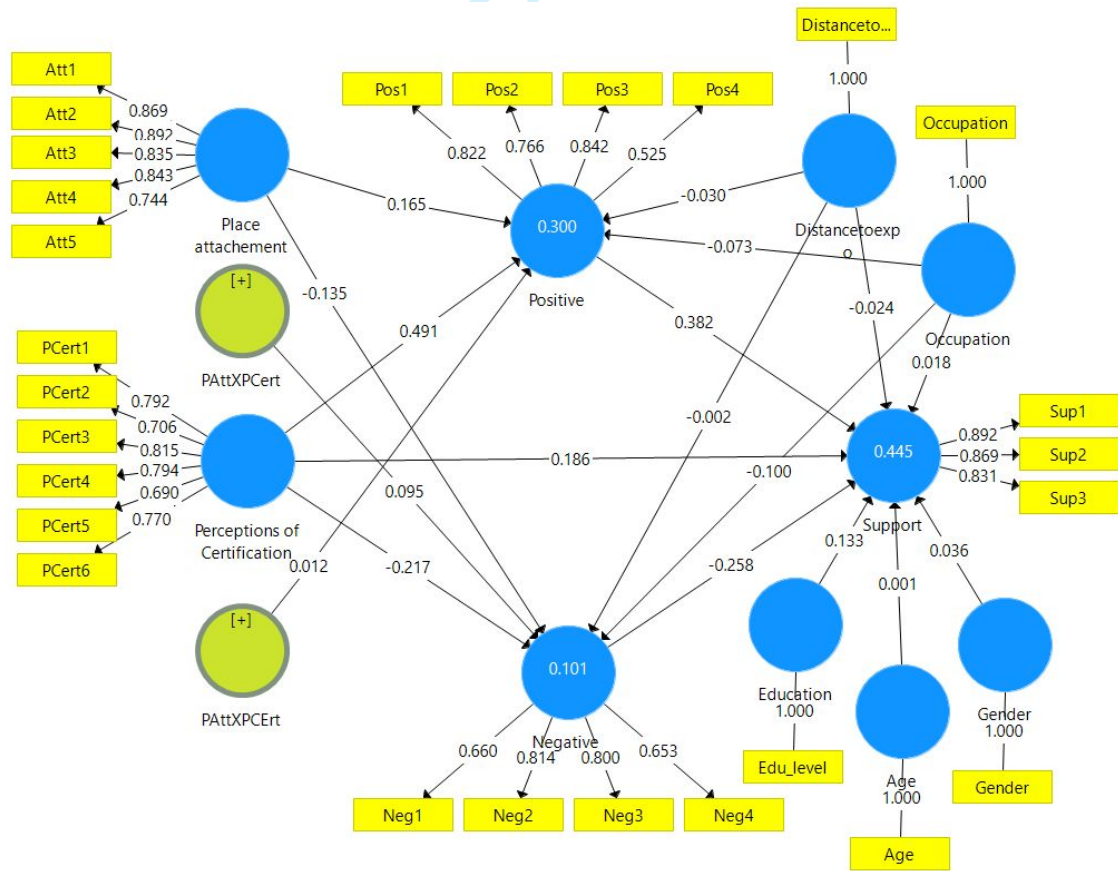 Distanceto...
Att1
Att2
Att3
Att4
Att5
0.869
0.892
0.835
0.843
0.744
Place
attachement
Pos1
Pos2
Pos3
Pos4
0.822
0.766
0.842
0.525
1.000
Occupation
1.000
0.165
-0.030
0.300
Positive
Distancetoexp
o
-0.073
Occupation
[+]
PAttXPCert
-0.135
0.491
0.382
-0.024
0.018
PCert1
PCert2
PCert3
PCert4
PCert5
PCert6
0.792
0.706
0.815
0.794
0.690
0.770
Perceptions of
Certification
-0.002
0.186
-0.100
0.445
Support
0.892
0.869
0.831
Sup1
Sup2
Sup3
0.095
0.012
-0.217
-0.258
0.133
0.001
0.036
[+]
PAttXPCErt
0.101
Negative
Education
1.000
Edu_level
Age
1.000
Age
Gender
1.000
Gender
0.660
0.814
0.800
0.653
Neg1
Neg2
Neg3
Neg4